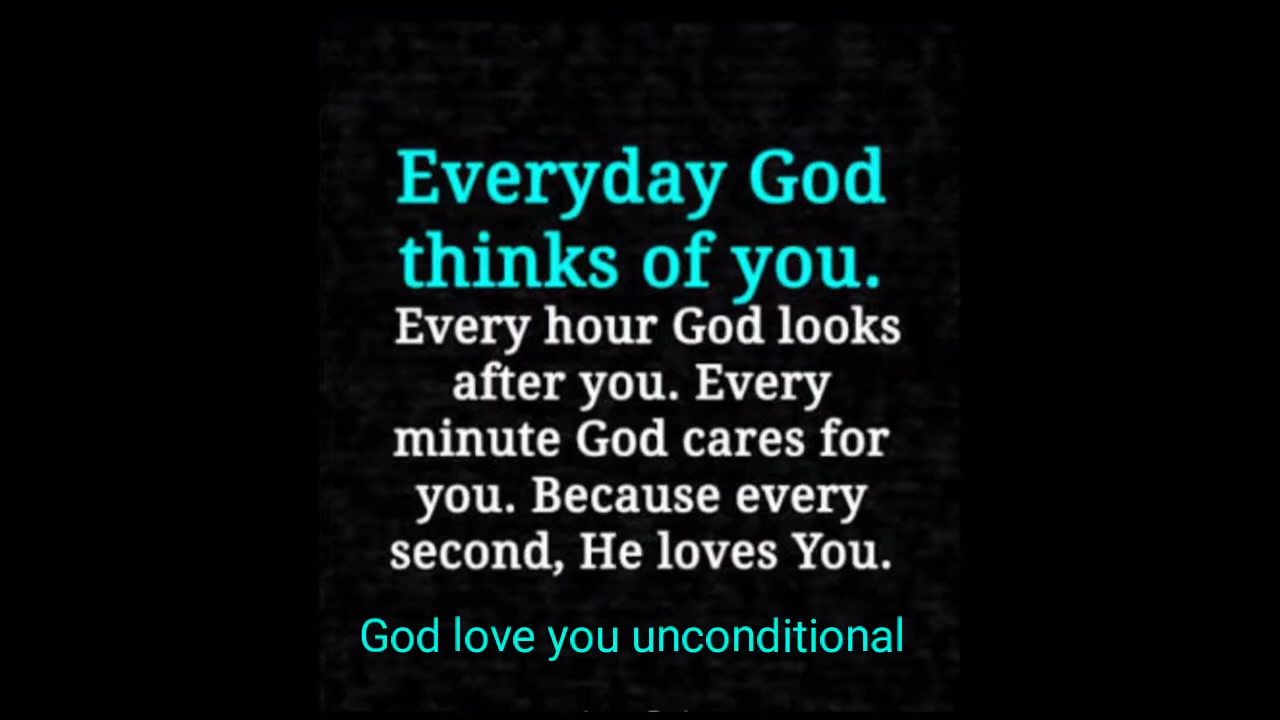 Everyday God
thinks of you.
Every hour God looks
after you. Every
minute God cares for
you. Because every
second, He loves You.
God love you unconditional